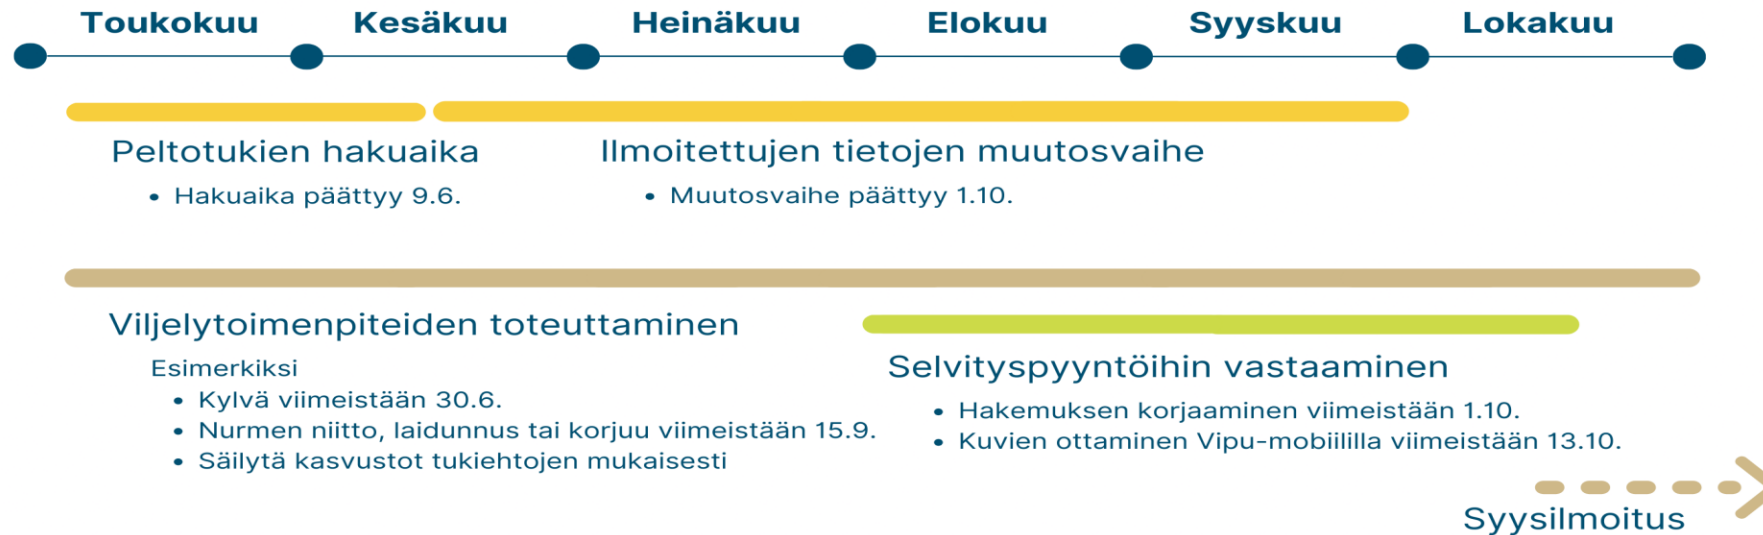 Toukokuu Kesäkuu Heinäkuu Elokuu Syyskuu Lokakuu
Peltotukien hakuaika
• Hakuaika päättyy 9.6.
Ilmoitettujen tietojen muutosvaihe
• Muutosvaihe päättyy 1.10.
Viljelytoimenpiteiden toteuttaminen
Esimerkiksi
• Kylvä viimeistään 30.6.
• Nurmen niitto, laidunnus tai korjuu viimeistään 15.9.
• Säilytä kasvustot tukiehtojen mukaisesti
Selvityspyyntöihin vastaaminen
• Hakemuksen korjaaminen viimeistään 1.10.
• Kuvien ottaminen Vipu-mobiililla viimeistään 13.10.
Syysilmoitus